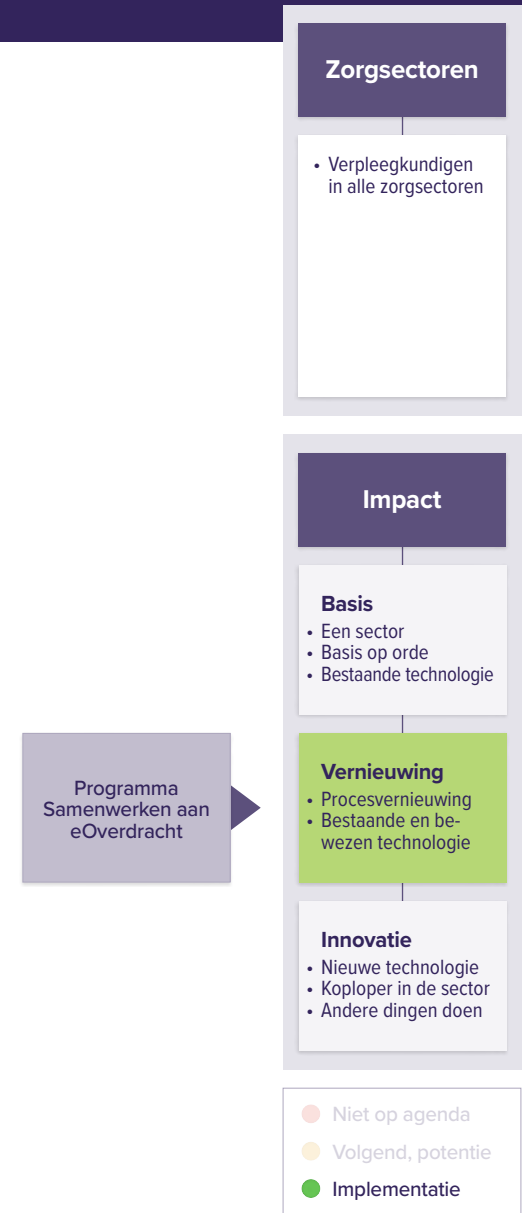 Zorgsectoren
• Verpleegkundigen
in alle zorgsectoren
Impact
Basis
• Een sector
• Basis op orde
• Bestaande technologie
Programma
Samenwerken aan
eOverdracht
Vernieuwing
• Procesvernieuwing
• Bestaande en be-
wezen technologie
Innovatie
• Nieuwe technologie
• Koploper in de sector
• Andere dingen doen
Niet op agenda
Volgend, potentie
Implementatie